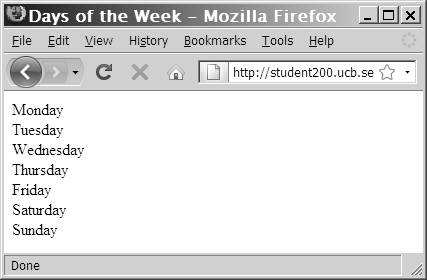 Days of the Week - Mozilla Firefox
File Edit View History Bookmarks Tools Help
http://student200.ucb.se
Monday
Tuesday
Wednesday
Thursday
Friday
Saturday
Sunday
Done